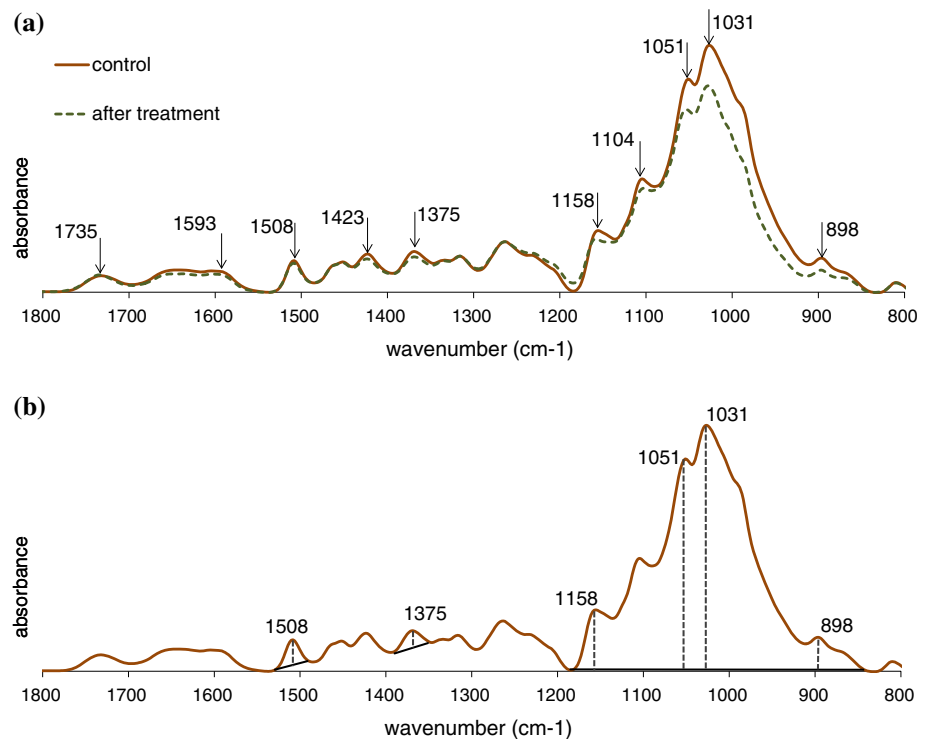 (a)
control
after treatment
absorbance
1735
1593
1508
1423
1375
1158
1104
1051
1031
898
1800 1700 1600 1500 1400 1300 1200 1100 1000 900 800
wavenumber (cm-1)
(b)
absorbance
1508
1375
1158
1051
1031
898
1800 1700 1600 1500 1400 1300 1200 1100 1000 900 800
wavenumber (cm-1)